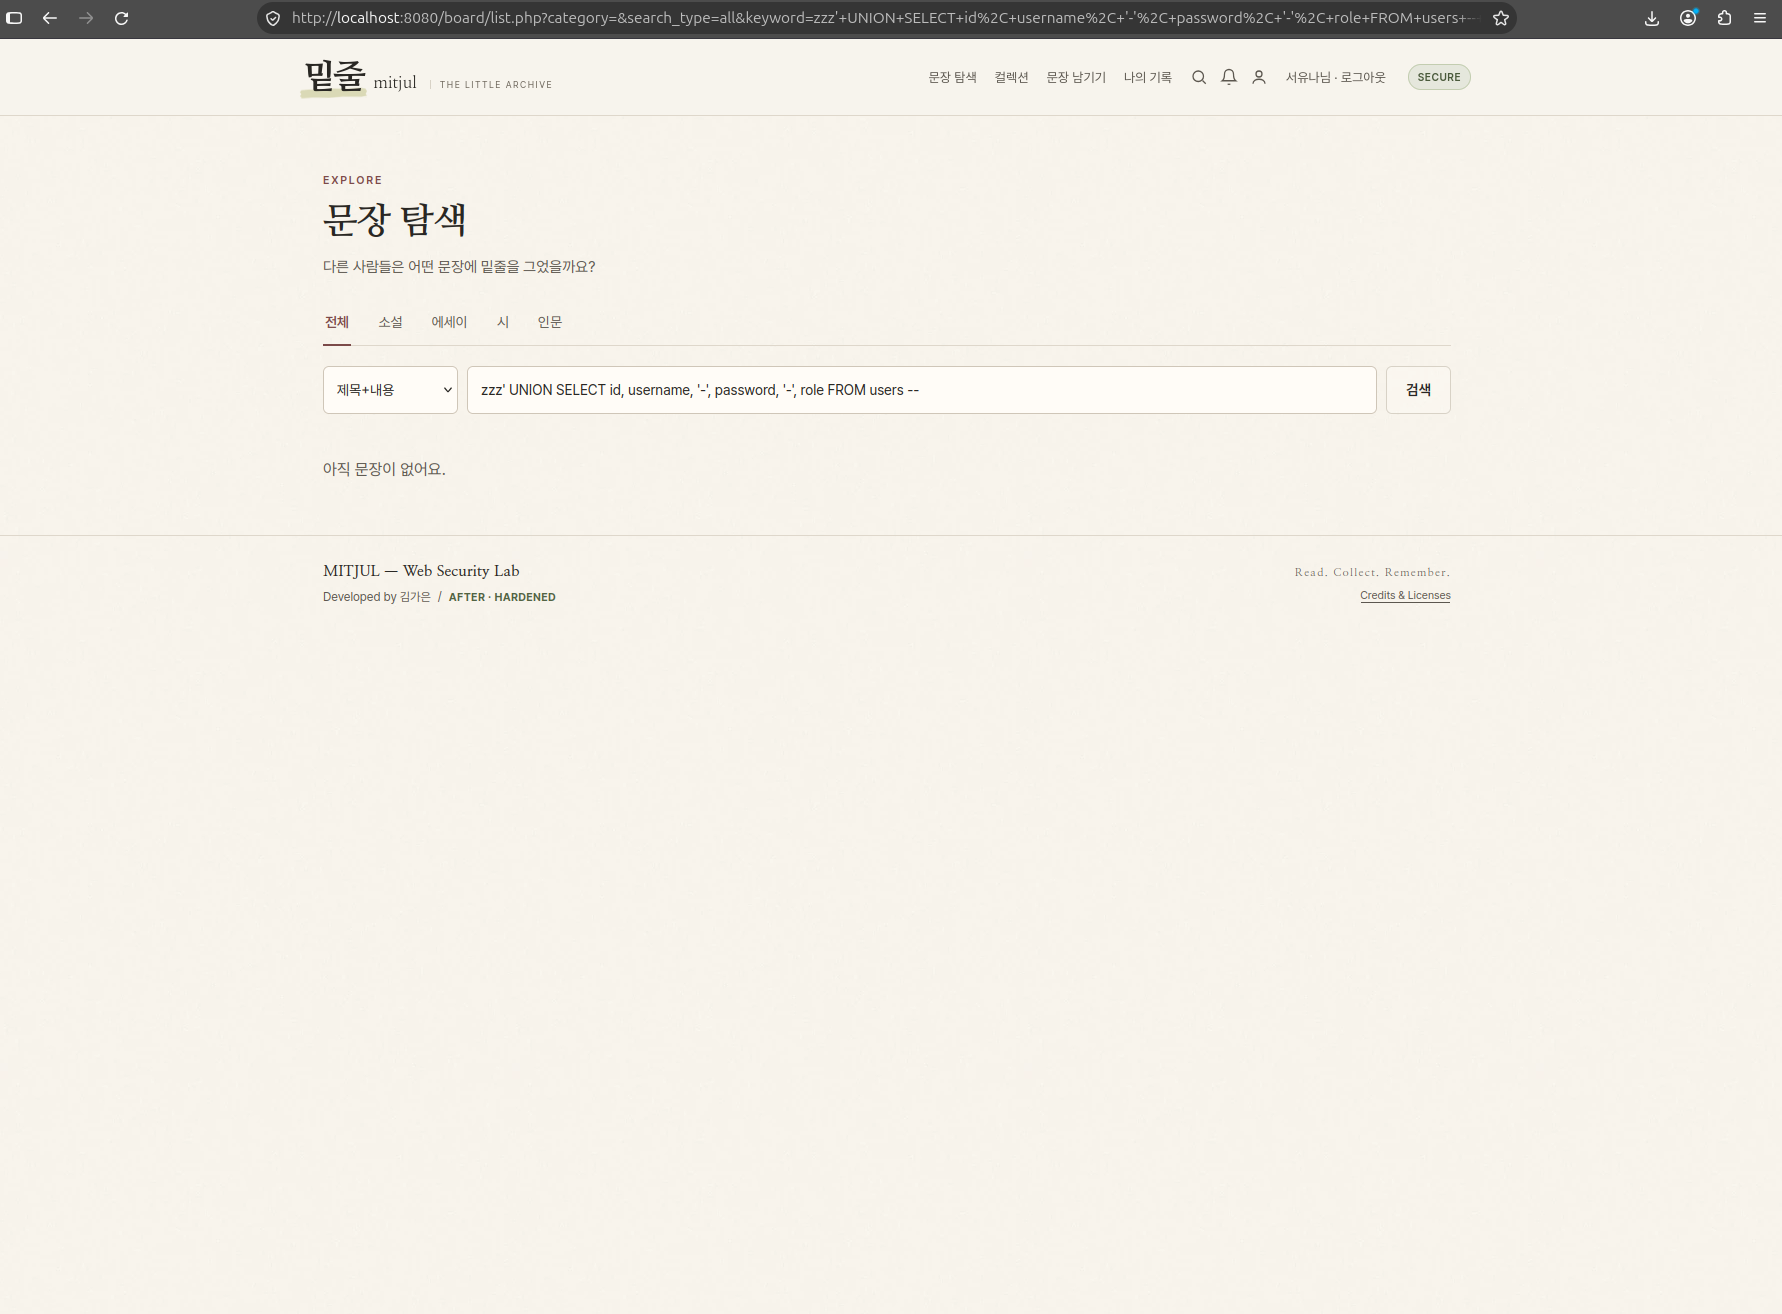 http://localhost:8080/board/list.php?category=&search_type=all&keyword=zzz'+UNION+SELECT+id%2C+username%2C+'-'%2C+password%2C+'-'%2C+role+FROM+users+--
밑줄 mitjul | THE LITTLE ARCHIVE
문장 탐색 컬렉션 문장 남기기 나의 기록 서유나님 · 로그아웃 SECURE
EXPLORE
문장 탐색
다른 사람들은 어떤 문장에 밑줄을 그었을까요?
전체 소설 에세이 시 인문
제목+내용 zzz' UNION SELECT id, username, '-', password, '-', role FROM users -- 검색
아직 문장이 없어요.
MITJUL — Web Security Lab
Read. Collect. Remember.
Developed by 김가은 / AFTER · HARDENED
Credits & Licenses